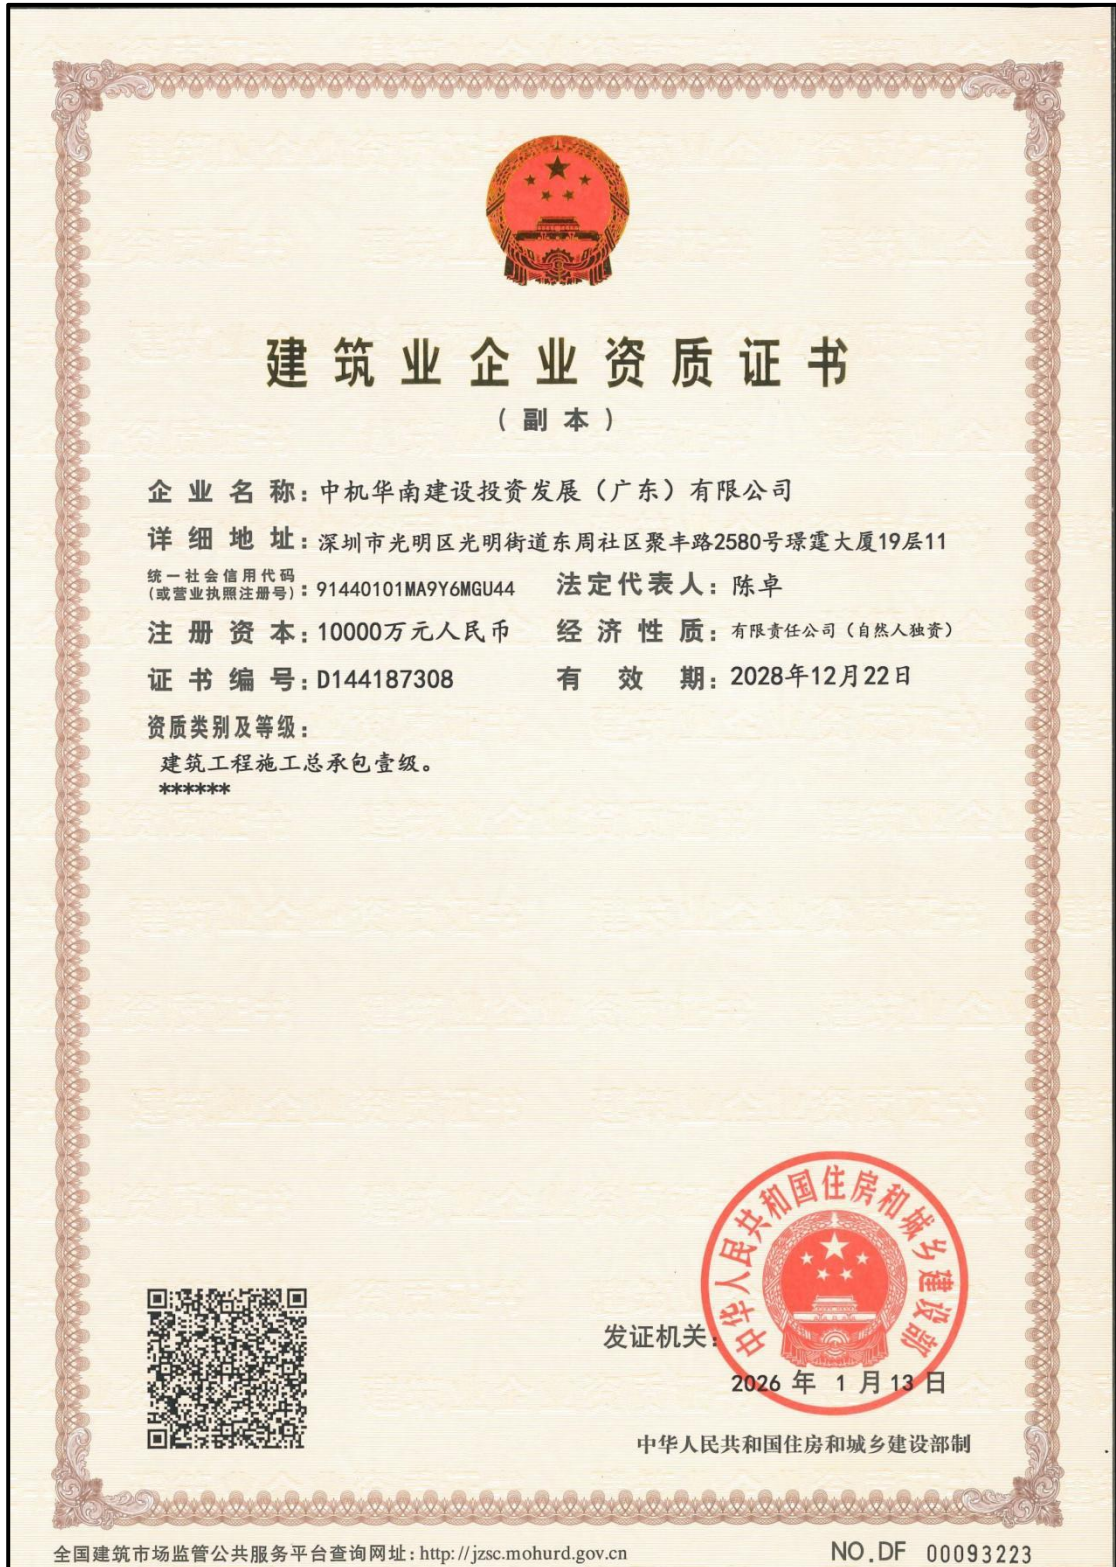 建筑业企业资质证书
（副本）
企业名称：中机华南建设投资发展（广东）有限公司
详细地址：深圳市光明区光明街道东周社区聚丰路2580号璟霆大厦19层11
统一社会信用代码
（或营业执照注册号）：91440101MA9Y6MGU44 法定代表人：陈卓
注册资本：10000万元人民币 经济性质：有限责任公司（自然人独资）
证书编号：D144187308 有效期：2028年12月22日
资质类别及等级：
建筑工程施工总承包壹级。
******
中华人民共和国住房和城乡建设部
发证机关：
2026 年 1 月 13 日
中华人民共和国住房和城乡建设部制
全国建筑市场监管公共服务平台查询网址：http://jzsc.mohurd.gov.cn NO.DF 00093223